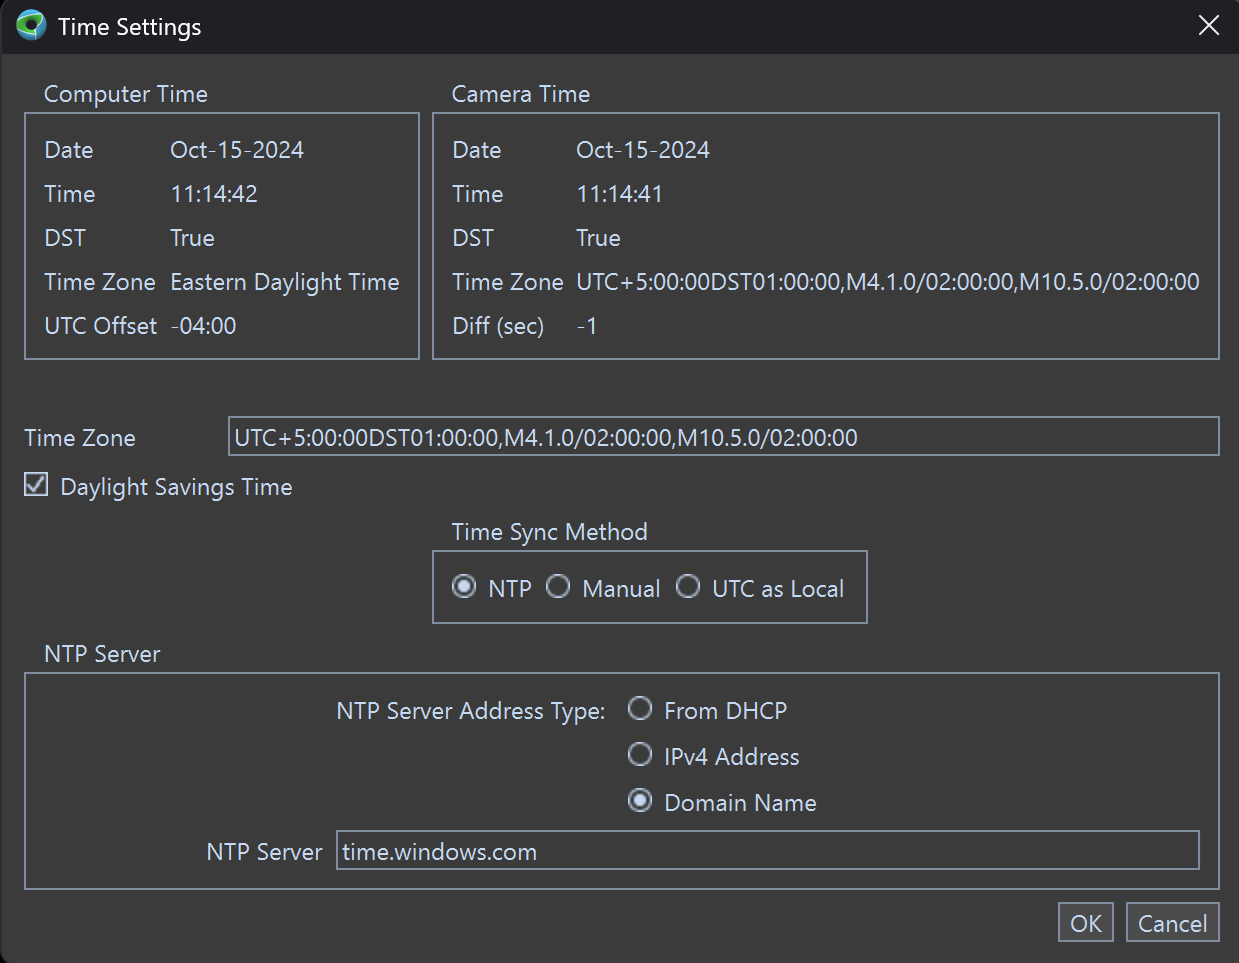 Time Settings
Computer Time
Date Oct-15-2024
Time 11:14:42
DST True
Time Zone Eastern Daylight Time
UTC Offset -04:00
Camera Time
Date Oct-15-2024
Time 11:14:41
DST True
Time Zone UTC+5:00:00DST01:00:00,M4.1.0/02:00:00,M10.5.0/02:00:00
Diff (sec) -1
Time Zone UTC+5:00:00DST01:00:00,M4.1.0/02:00:00,M10.5.0/02:00:00
Daylight Savings Time
Time Sync Method
NTP Manual UTC as Local
NTP Server
NTP Server Address Type: From DHCP
IPv4 Address
Domain Name
NTP Server time.windows.com
OK Cancel